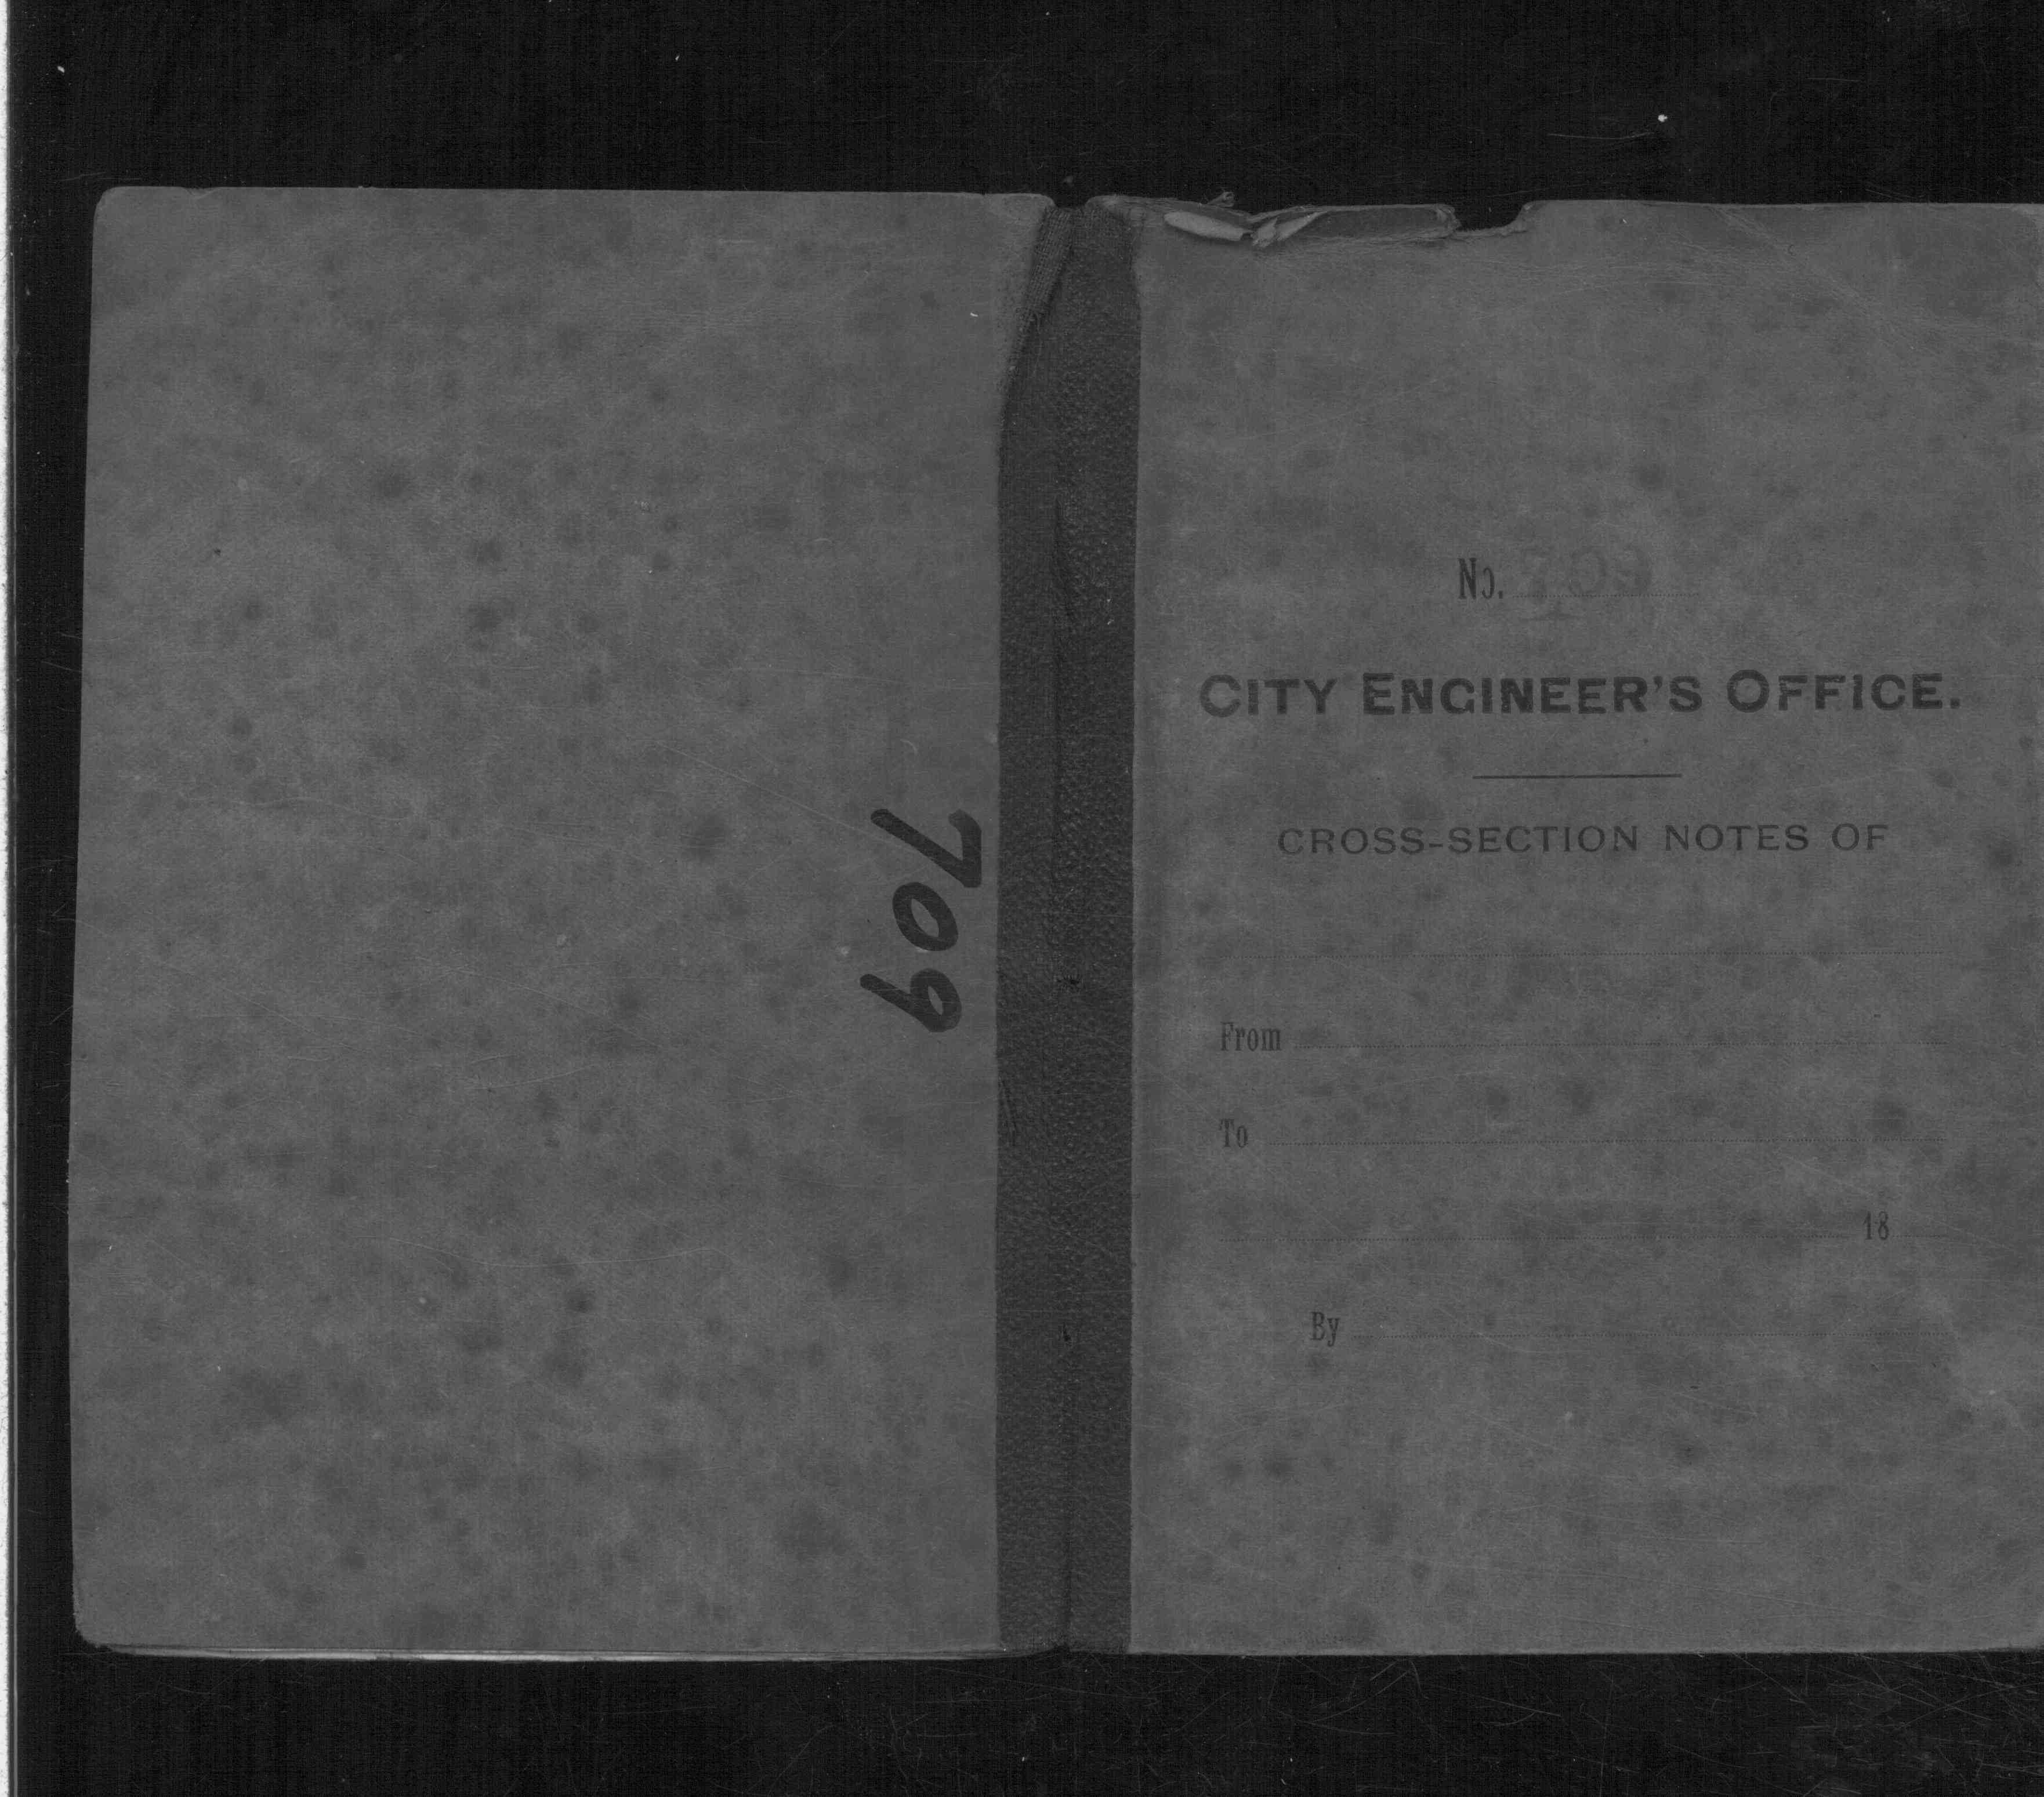 709
No.
CITY ENGINEER'S OFFICE.
CROSS-SECTION NOTES OF
From
To
18
By